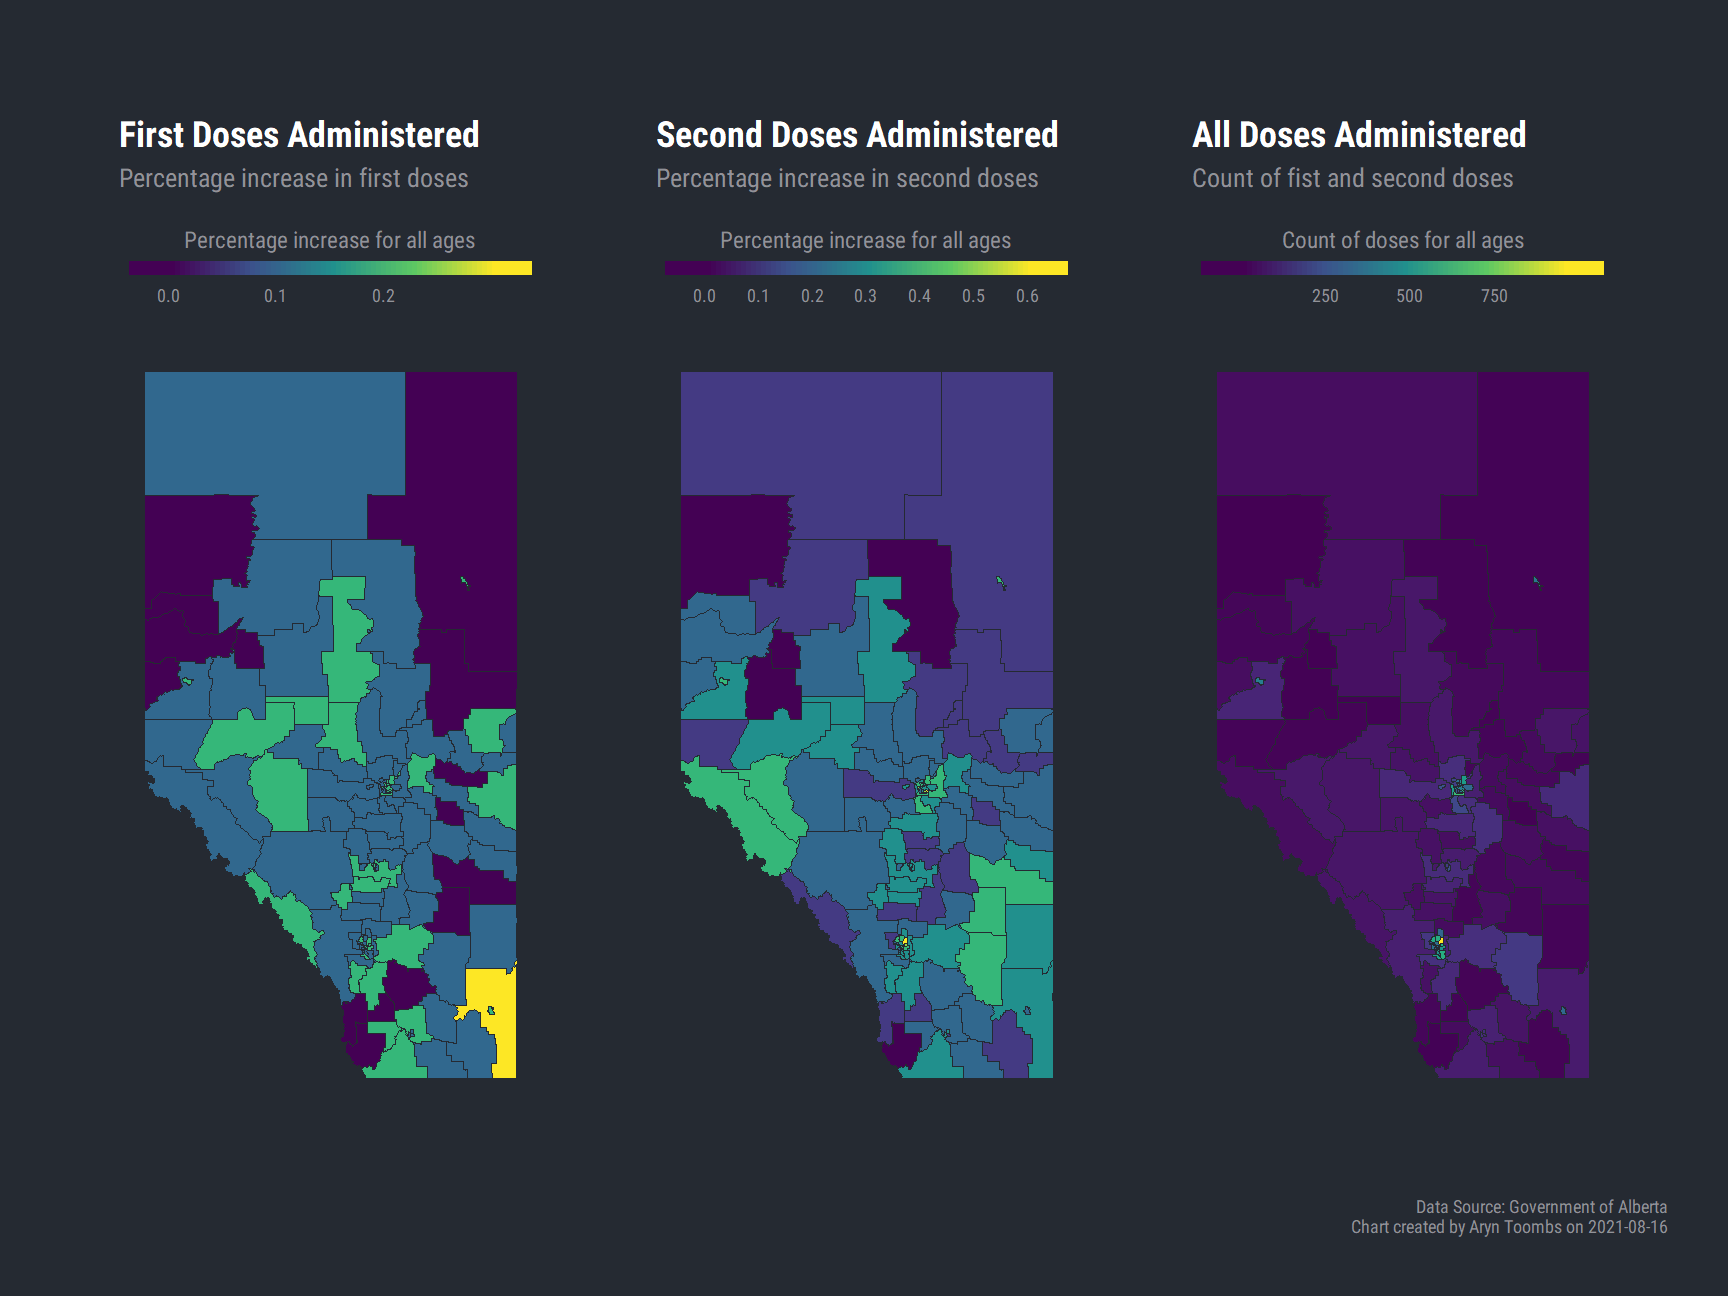 First Doses Administered
Percentage increase in first doses
Percentage increase for all ages
0.0 0.1 0.2
Second Doses Administered
Percentage increase in second doses
Percentage increase for all ages
0.0 0.1 0.2 0.3 0.4 0.5 0.6
All Doses Administered
Count of fist and second doses
Count of doses for all ages
250 500 750
Data Source: Government of Alberta
Chart created by Aryn Toombs on 2021-08-16